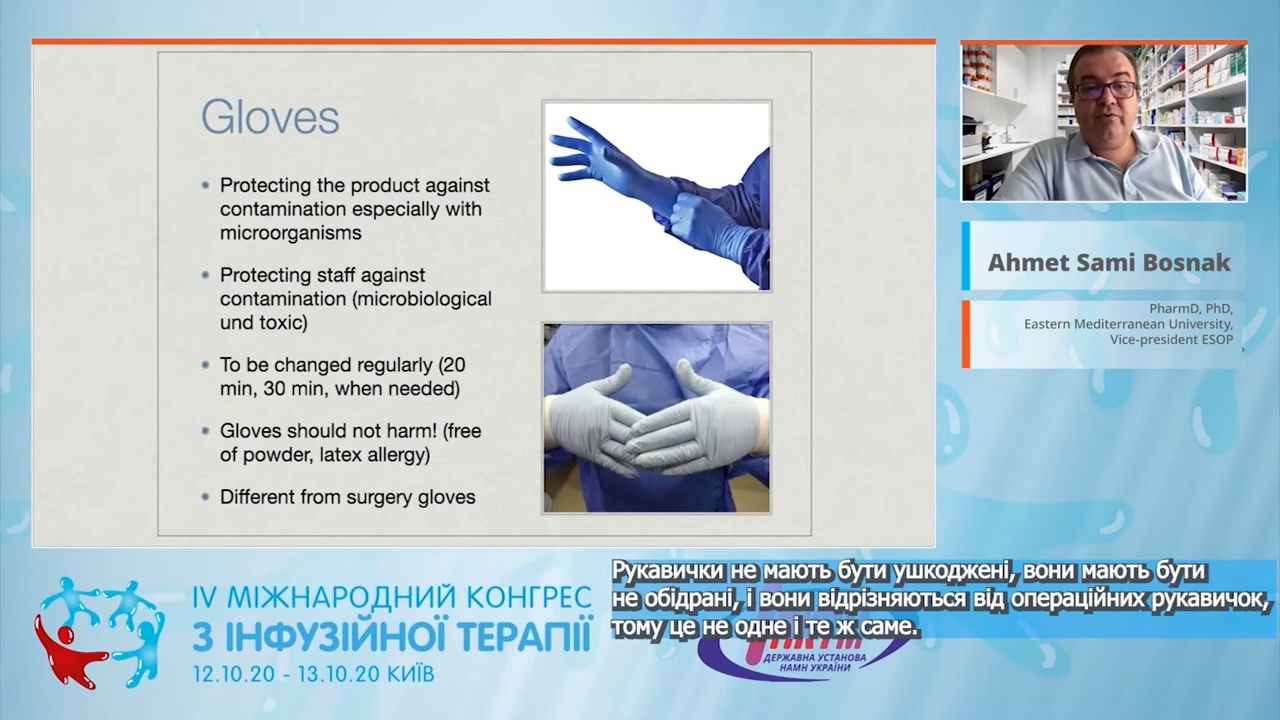 Gloves
Protecting the product against
contamination especially with
microorganisms
Protecting staff against
contamination (microbiological
und toxic)
To be changed regularly (20
min, 30 min, when needed)
Gloves should not harm! (free
of powder, latex allergy)
Different from surgery gloves
Ahmet Sami Bosnak
PharmD, PhD,
Eastern Mediterranean University,
Vice-president ESOP
IV МІЖНАРОДНИЙ КОНГРЕС
З ІНФУЗІЙНОЇ ТЕРАПІЇ
12.10.20 - 13.10.20 КИЇВ
Рукавички не мають бути ушкоджені, вони мають бути
не обідрані, і вони відрізняються від операційних рукавичок,
тому це не одне і те ж саме.
ДЕРЖАВНА УСТАНОВА
НАМН УКРАЇНИ